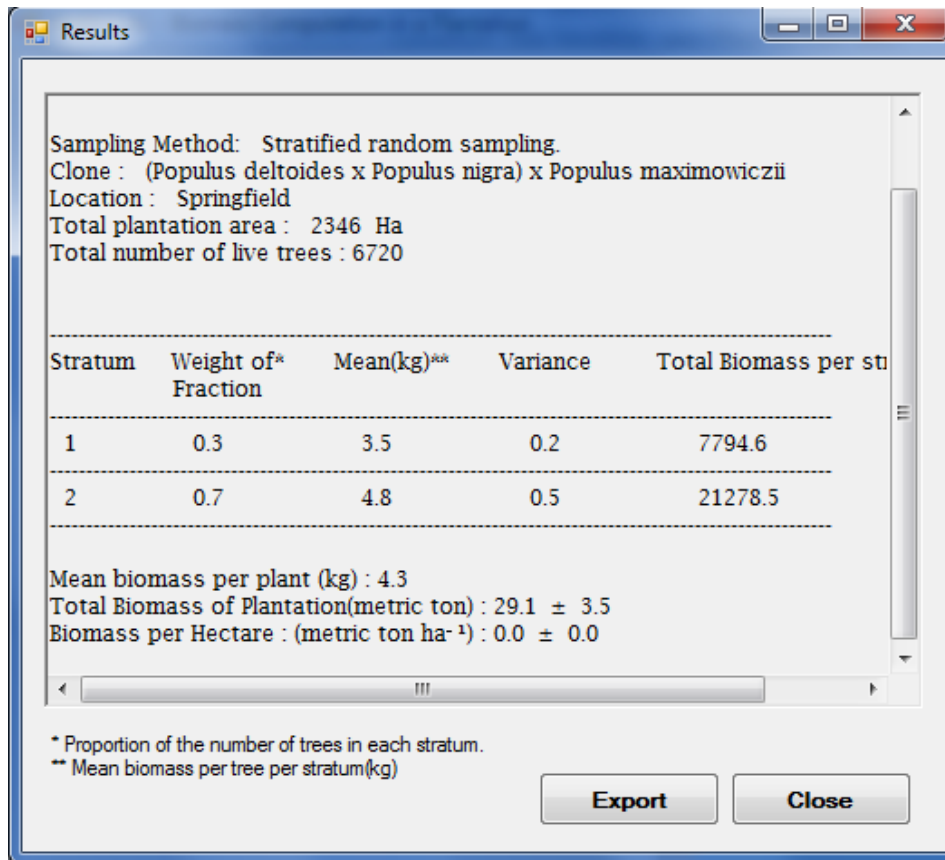 Results
Sampling Method: Stratified random sampling.
Clone : (Populus deltoides x Populus nigra) x Populus maximowiczii
Location : Springfield
Total plantation area : 2346 Ha
Total number of live trees : 6720
Stratum Weight of* Mean(kg)** Variance Total Biomass per str
Fraction
1 0.3 3.5 0.2 7794.6
2 0.7 4.8 0.5 21278.5
Mean biomass per plant (kg) : 4.3
Total Biomass of Plantation(metric ton) : 29.1 ± 3.5
Biomass per Hectare : (metric ton ha-¹) : 0.0 ± 0.0
* Proportion of the number of trees in each stratum.
** Mean biomass per tree per stratum(kg)
Export Close